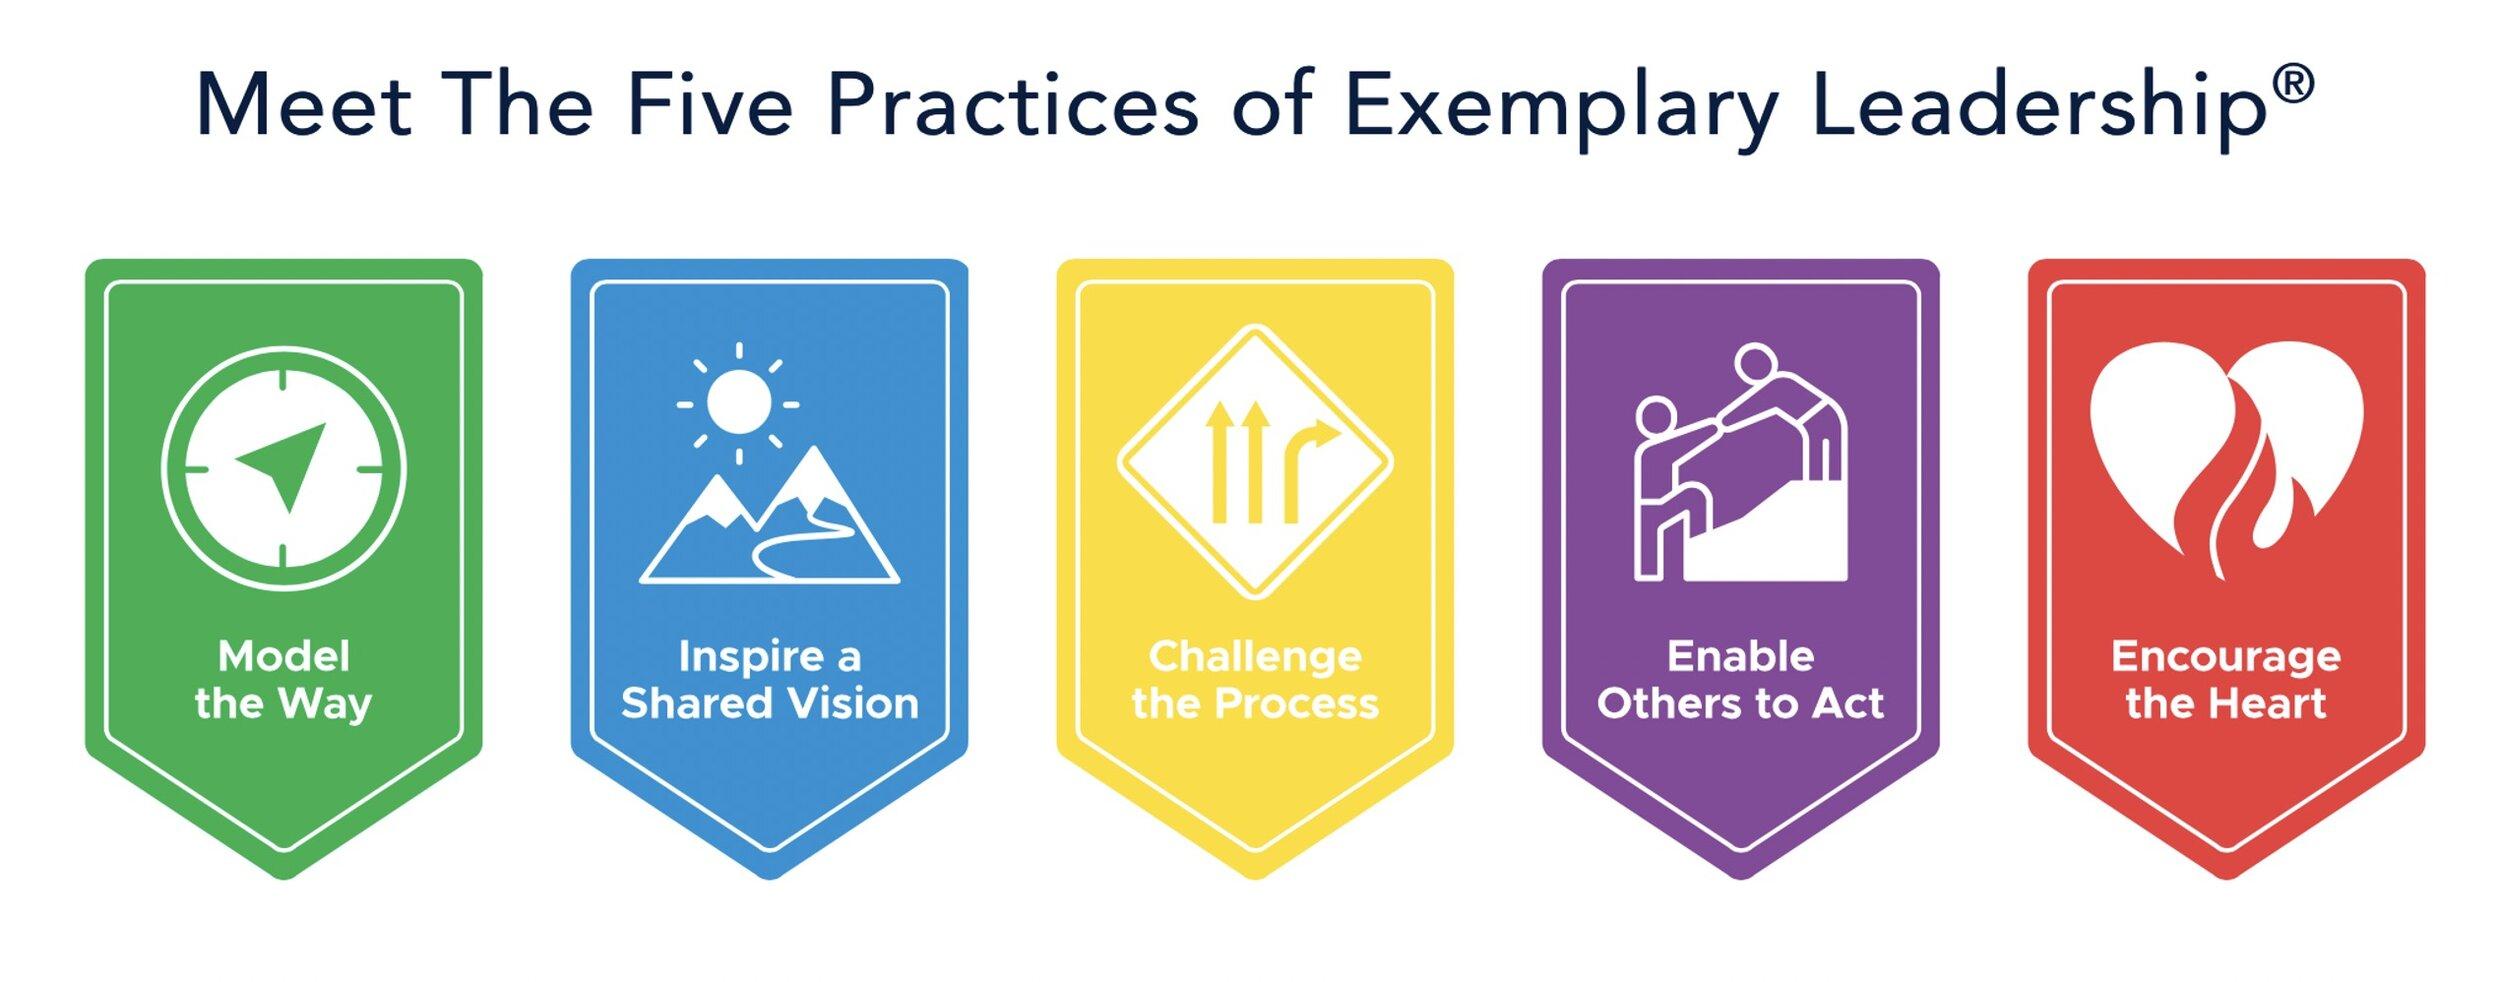 Meet The Five Practices of Exemplary Leadership®
Model
the Way
Inspire a
Shared Vision
Challenge
the Process
Enable
Others to Act
Encourage
the Heart